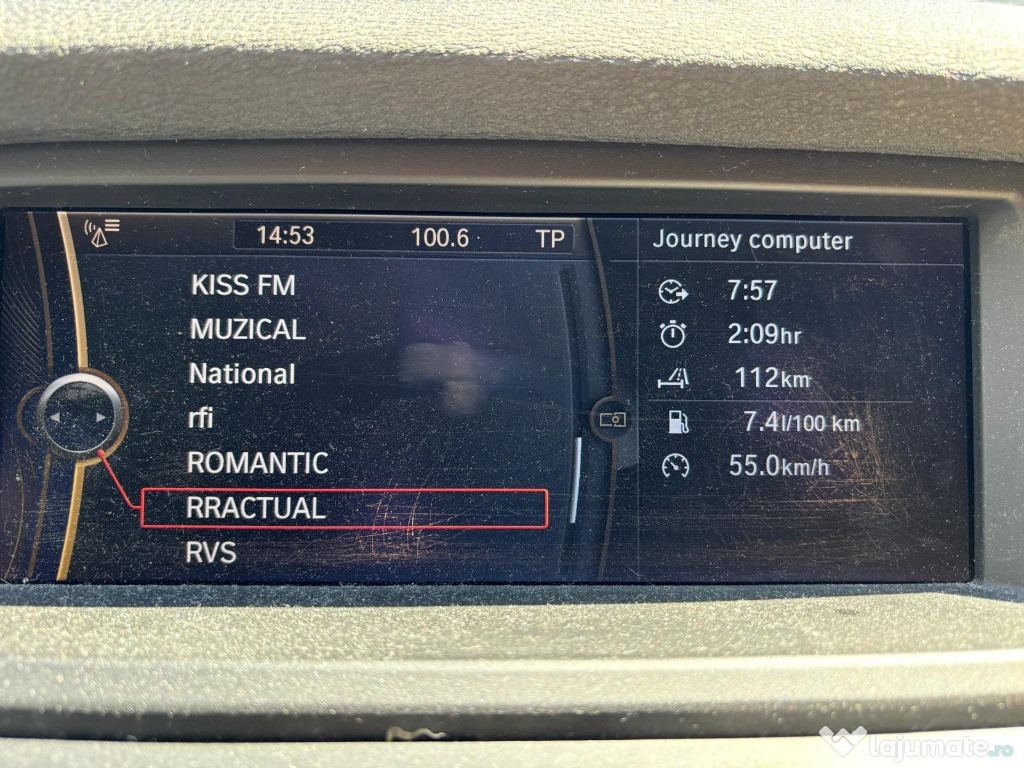 14:53 100.6 TP
KISS FM
MUZICAL
National
rfi
ROMANTIC
RRACTUAL
RVS
Journey computer
7:57
2:09hr
112km
7.4l/100 km
55.0km/h
lajumate.ro